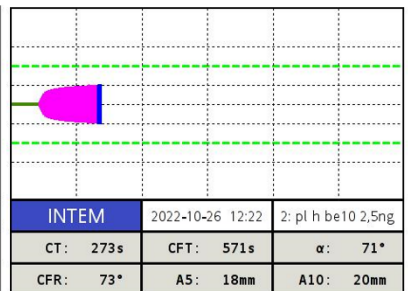 INTEM 2022-10-26 12:22 2: pl h be10 2,5ng
CT: 273s CFT: 571s α: 71°
CFR: 73° A5: 18mm A10: 20mm